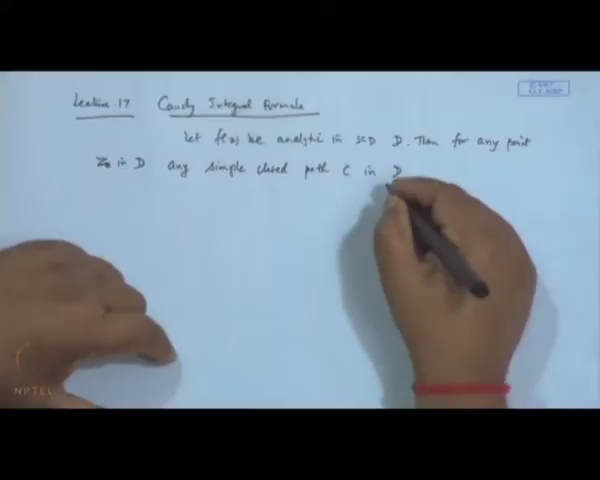 Lecture 17 Cauchy Integral Formula
Let f(z) be analytic in SCD D. Then for any point
z₀ in D any simple closed path C in D
NPTEL